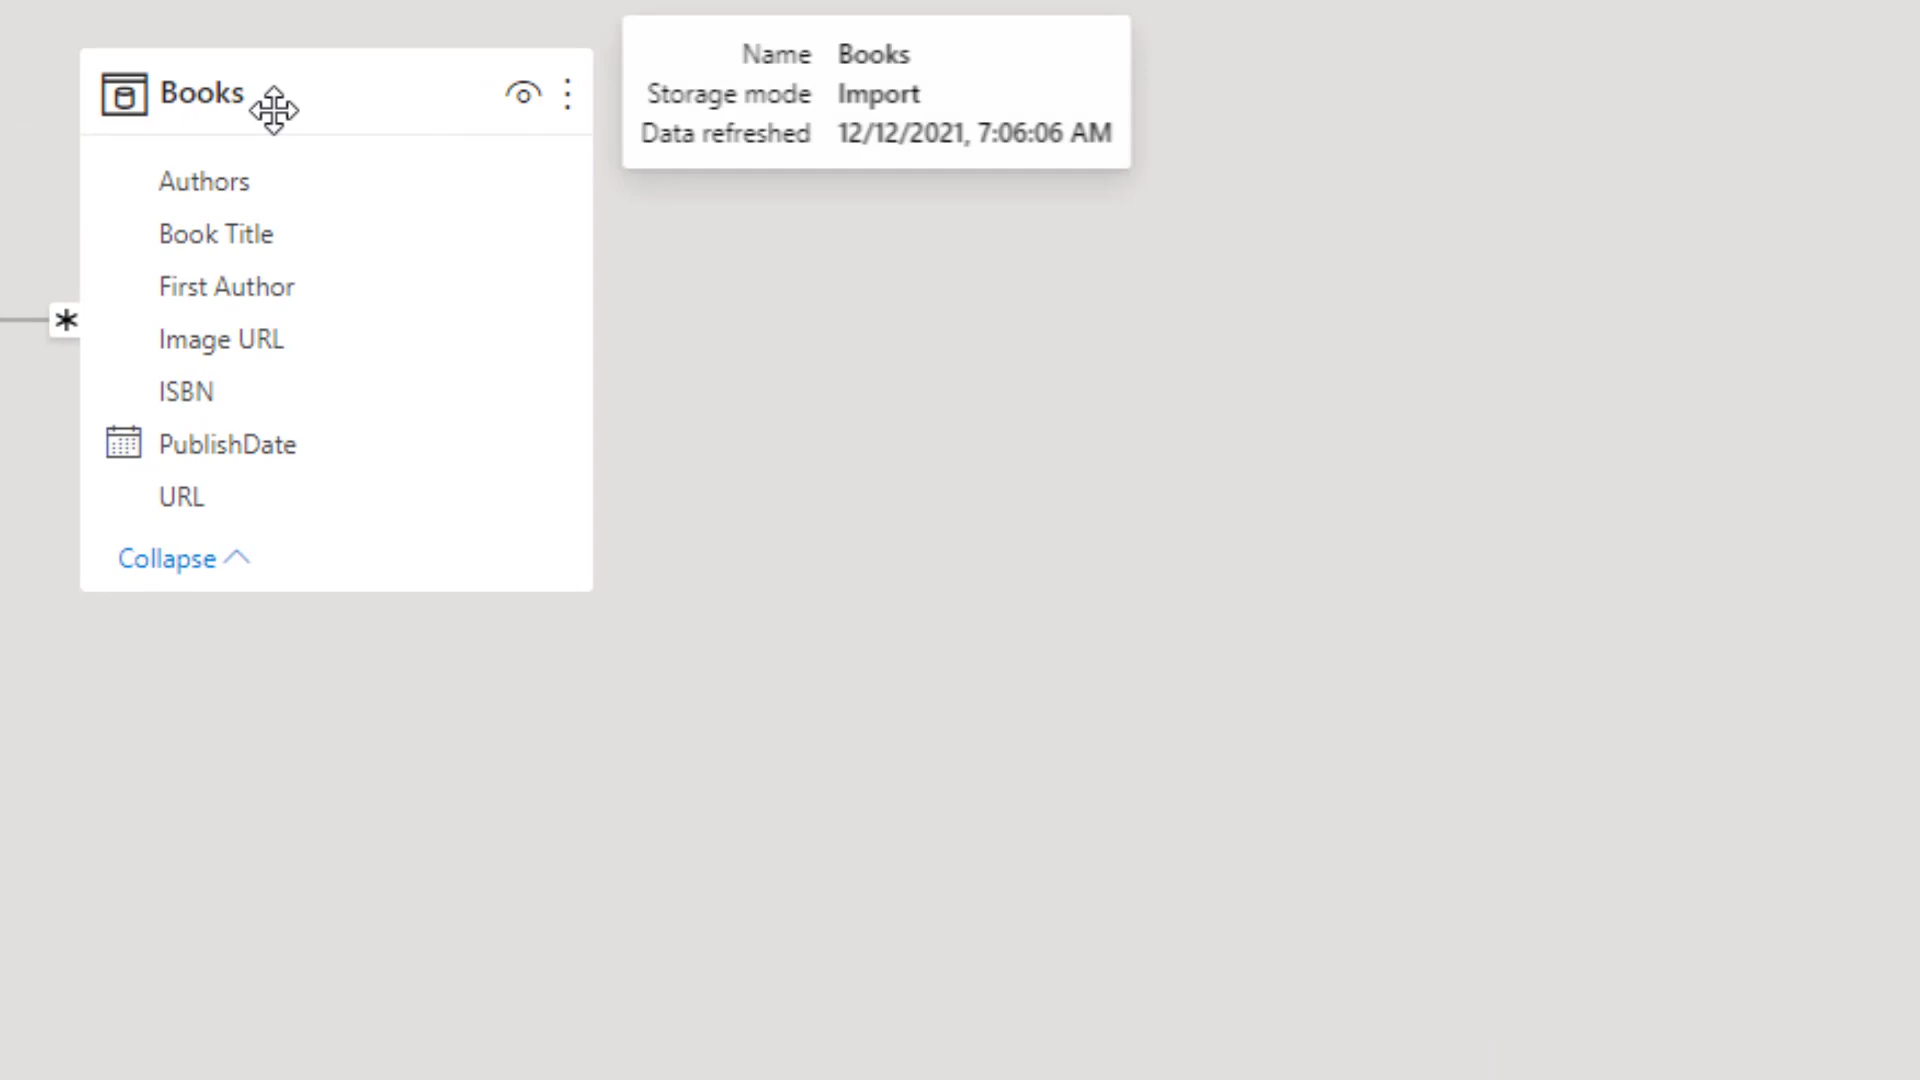 Books
Authors
Book Title
First Author
Image URL
ISBN
PublishDate
URL
Collapse
*
Name Books
Storage mode Import
Data refreshed 12/12/2021, 7:06:06 AM